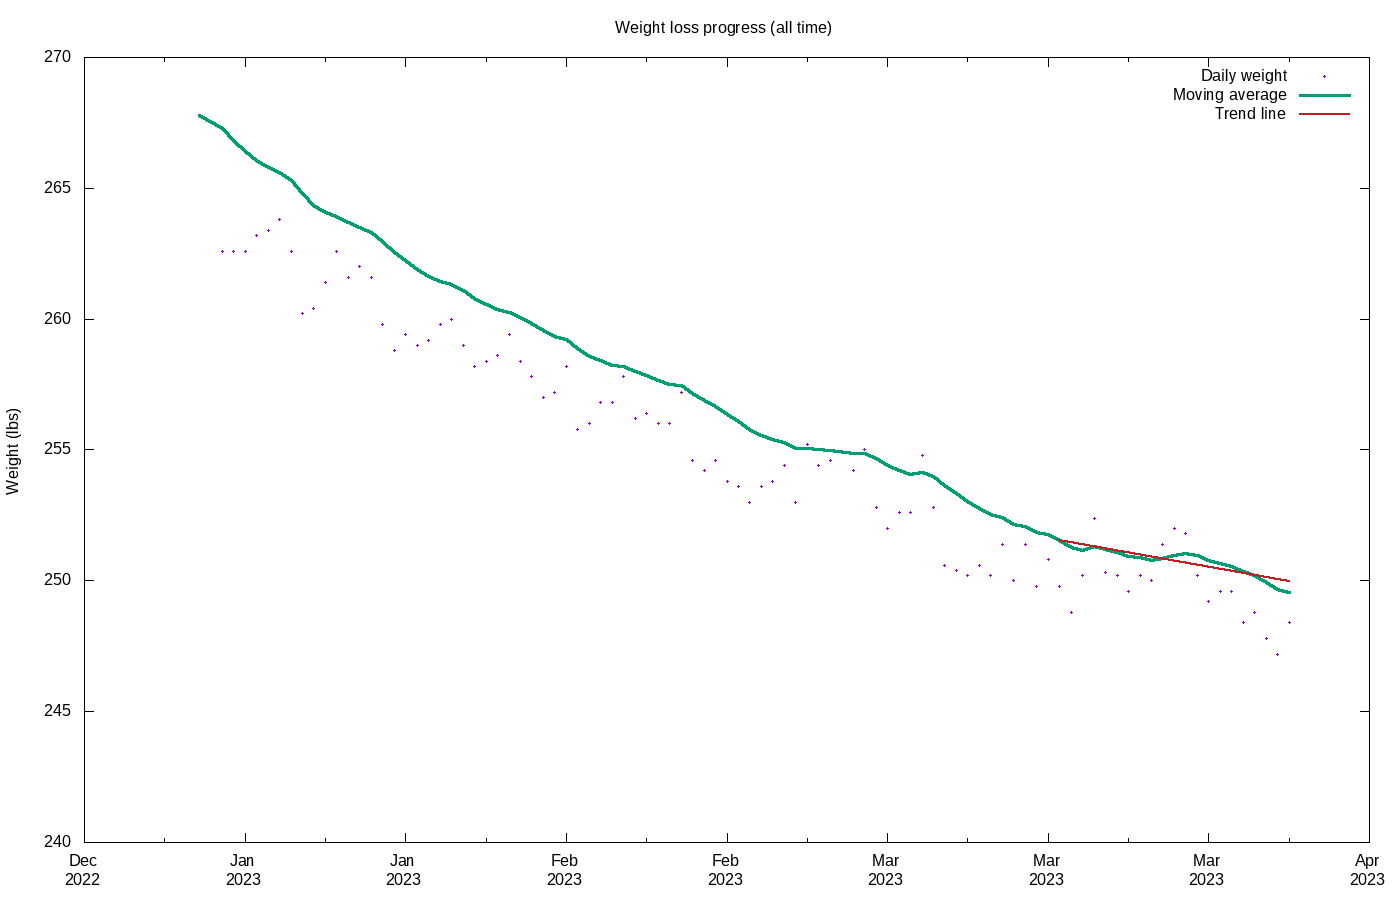 Weight loss progress (all time)
270
265
260
255
250
245
240
Weight (lbs)
Daily weight
Moving average
Trend line
Dec Jan Jan Feb Feb Mar Mar Mar Apr
2022 2023 2023 2023 2023 2023 2023 2023 2023